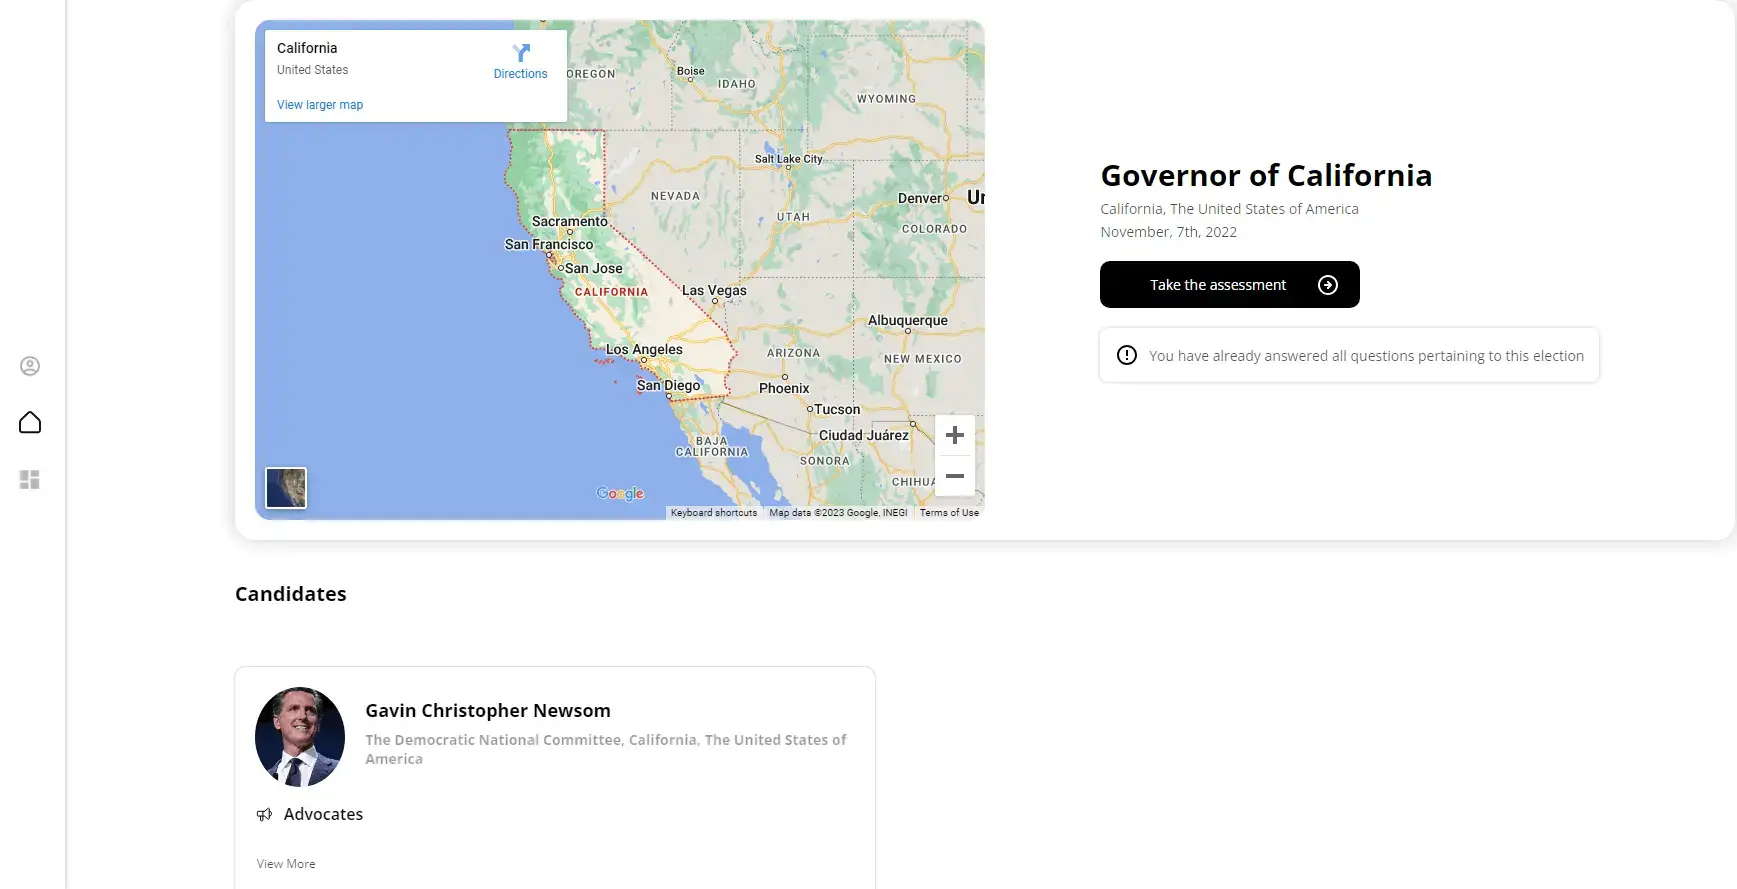 California
United States
Directions
View larger map
OREGON
Boise
IDAHO
WYOMING
Salt Lake City
NEVADA
UTAH
Denver
Un
COLORADO
Sacramento
San Francisco
San Jose
CALIFORNIA
Las Vegas
Albuquerque
Los Angeles
ARIZONA
NEW MEXICO
San Diego
Phoenix
Tucson
Ciudad Juárez
BAJA
CALIFORNIA
SONORA
CHIHUA
Google
Keyboard shortcuts
Map data ©2023 Google, INEGI
Terms of Use
Governor of California
California, The United States of America
November, 7th, 2022
Take the assessment
You have already answered all questions pertaining to this election
Candidates
Gavin Christopher Newsom
The Democratic National Committee, California, The United States of
America
Advocates
View More